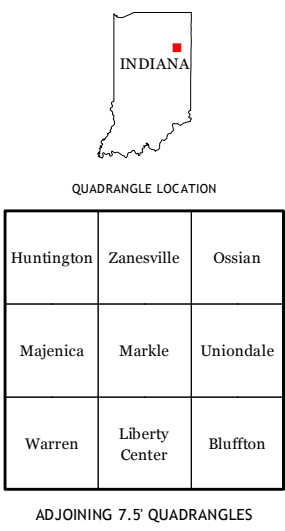 INDIANA
QUADRANGLE LOCATION
Huntington Zanesville Ossian
Majenica Markle Uniondale
Warren Liberty Center Bluffton
ADJOINING 7.5' QUADRANGLES